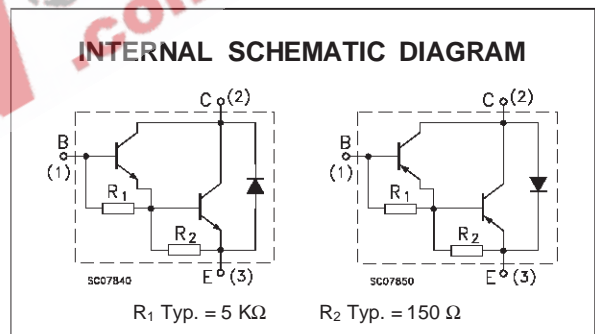 .com
INTERNAL SCHEMATIC DIAGRAM
C (2)
B
(1)
R1
R2
SC07840
E (3)
C (2)
B
(1)
R1
R2
SC07850
E (3)
R1 Typ. = 5 KΩ R2 Typ. = 150 Ω